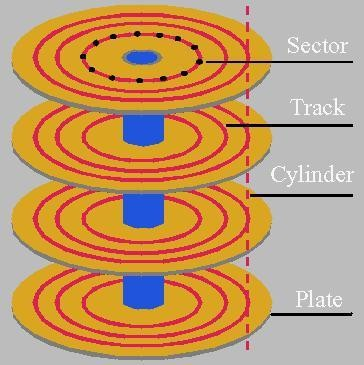 Sector
Track
Cylinder
Plate